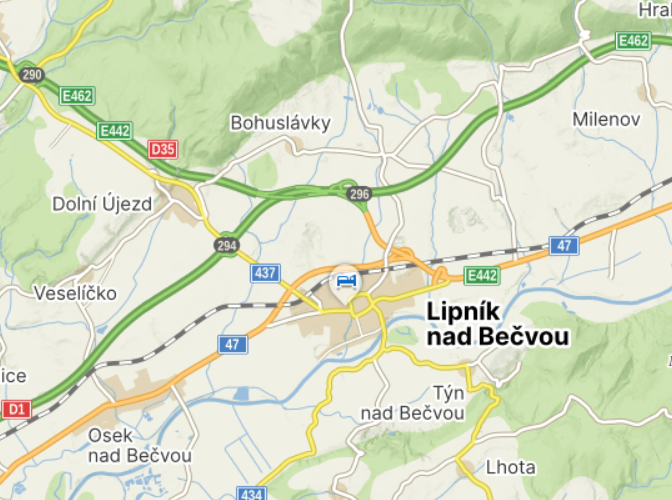 Hra
E462
290
E462
E442
Bohuslávky
Milenov
D35
296
Dolní Újezd
294
47
437
E442
Veselíčko
Lipník
nad Bečvou
47
ice
D1
Týn
nad Bečvou
Osek
nad Bečvou
Lhota
434